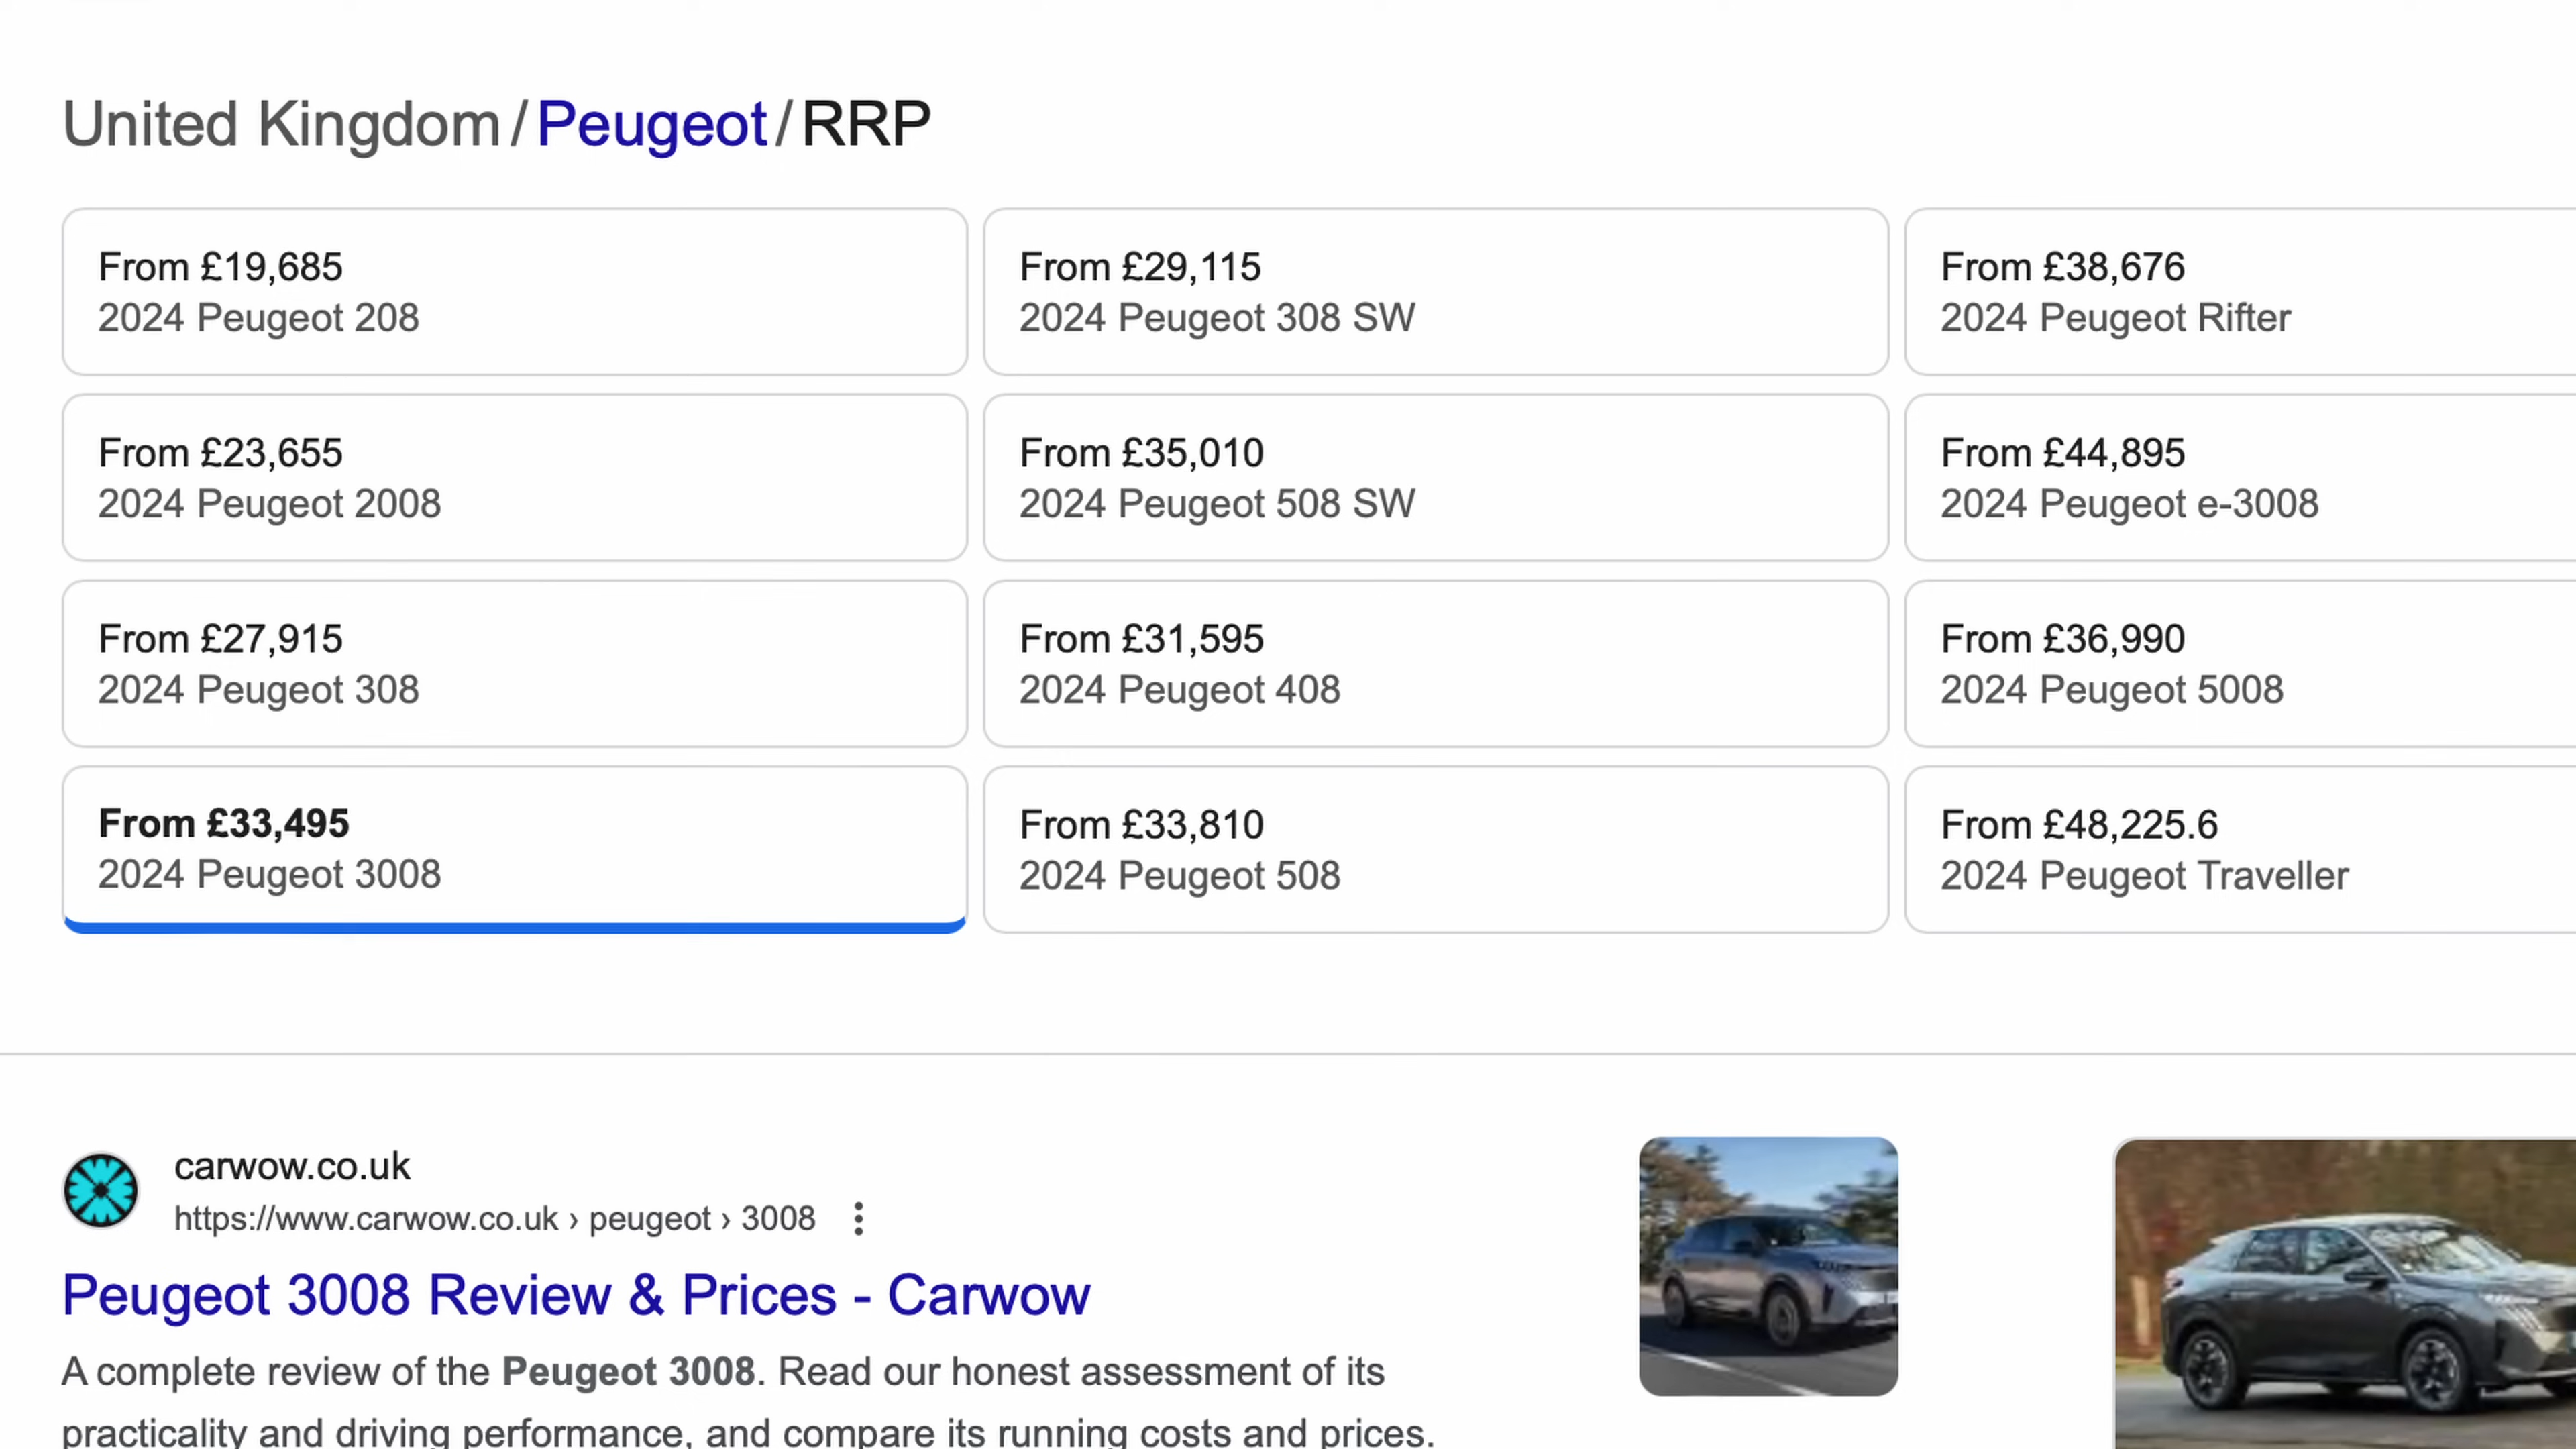 United Kingdom / Peugeot / RRP
From £19,685
2024 Peugeot 208
From £29,115
2024 Peugeot 308 SW
From £38,676
2024 Peugeot Rifter
From £23,655
2024 Peugeot 2008
From £35,010
2024 Peugeot 508 SW
From £44,895
2024 Peugeot e-3008
From £27,915
2024 Peugeot 308
From £31,595
2024 Peugeot 408
From £36,990
2024 Peugeot 5008
From £33,495
2024 Peugeot 3008
From £33,810
2024 Peugeot 508
From £48,225.6
2024 Peugeot Traveller
carwow.co.uk
https://www.carwow.co.uk › peugeot › 3008
Peugeot 3008 Review & Prices - Carwow
A complete review of the Peugeot 3008. Read our honest assessment of its
practicality and driving performance, and compare its running costs and prices.